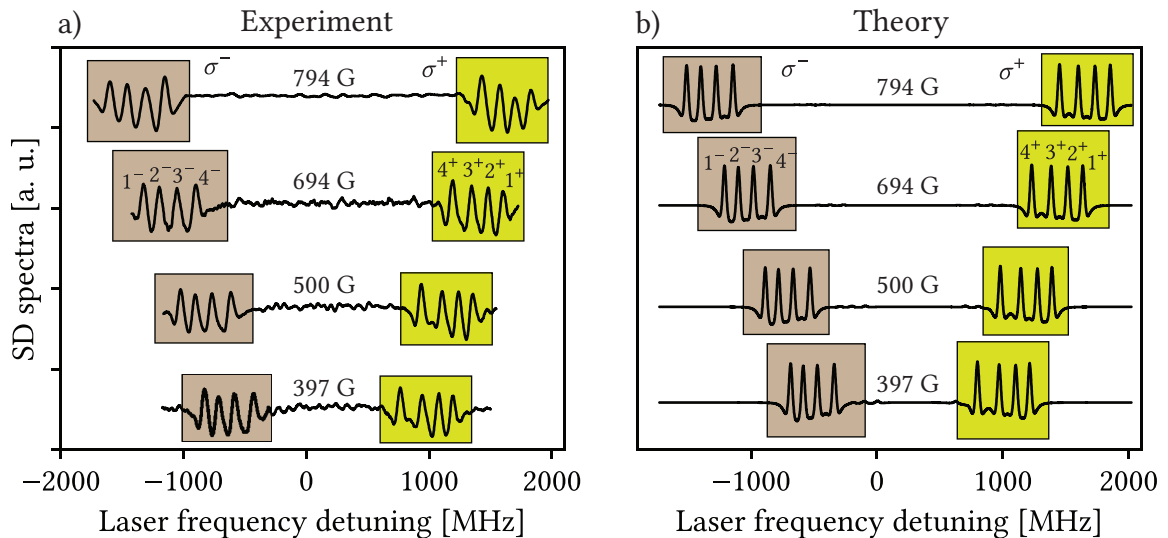 a) Experiment
SD spectra [a. u.]
σ⁻ 794 G σ⁺
1⁻ 2⁻ 3⁻ 4⁻ 694 G 4⁺ 3⁺ 2⁺ 1⁺
500 G
397 G
−2000 −1000 0 1000 2000
Laser frequency detuning [MHz]
b) Theory
σ⁻ 794 G σ⁺
1⁻ 2⁻ 3⁻ 4⁻ 694 G 4⁺ 3⁺ 2⁺ 1⁺
500 G
397 G
−1000 0 1000 2000
Laser frequency detuning [MHz]